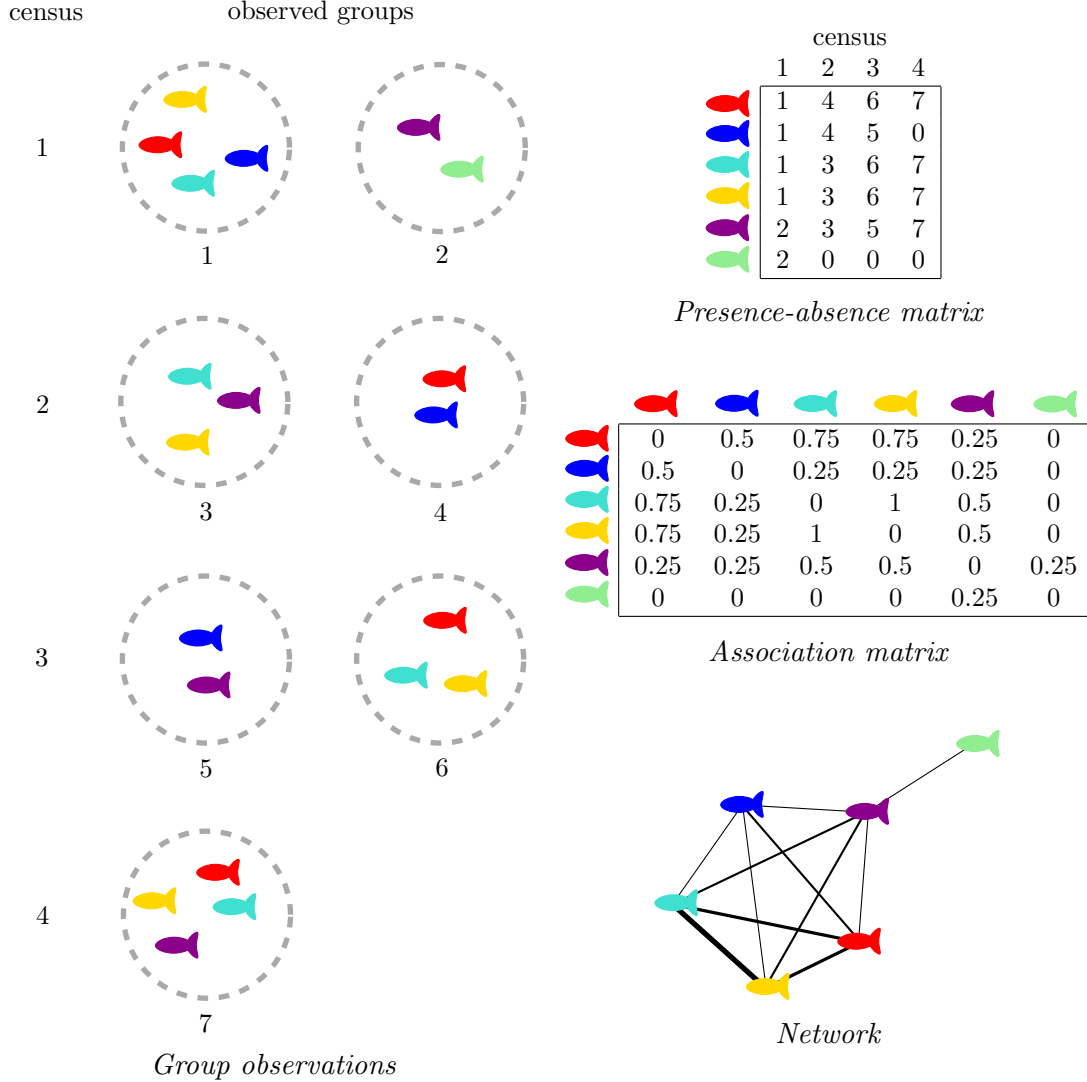 census observed groups
1
1 2
2
3 4
3
5 6
4
7
Group observations
census
1 2 3 4
1 4 6 7
1 4 5 0
1 3 6 7
1 3 6 7
2 3 5 7
2 0 0 0
Presence-absence matrix
0 0.5 0.75 0.75 0.25 0
0.5 0 0.25 0.25 0.25 0
0.75 0.25 0 1 0.5 0
0.75 0.25 1 0 0.5 0
0.25 0.25 0.5 0.5 0 0.25
0 0 0 0 0.25 0
Association matrix
Network